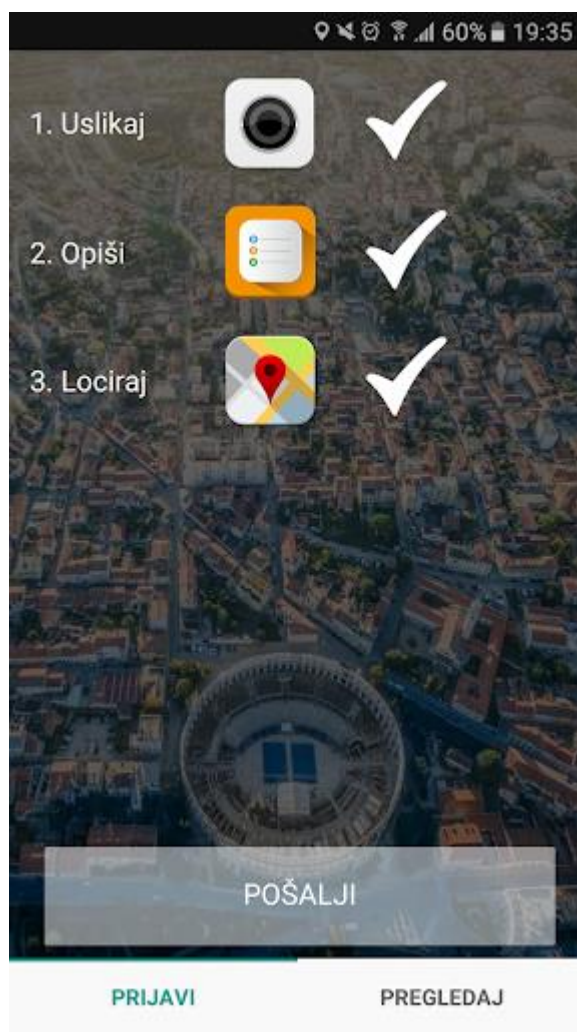 60% 19:35
1. Uslikaj
2. Opiši
3. Lociraj
POŠALJI
PRIJAVI PREGLEDAJ